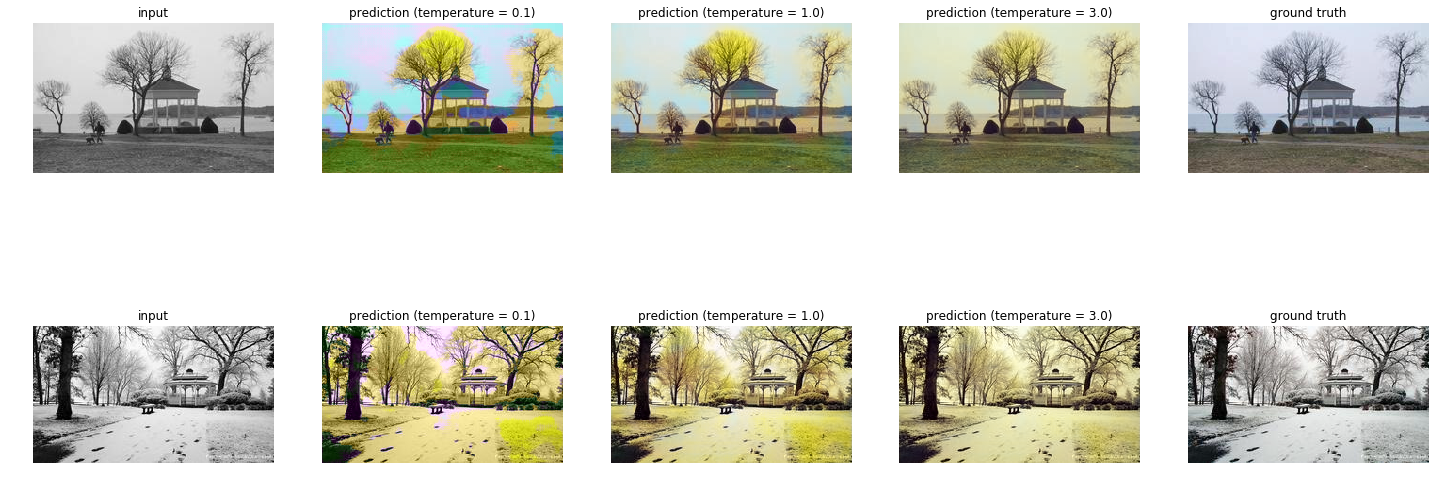 input
prediction (temperature = 0.1)
prediction (temperature = 1.0)
prediction (temperature = 3.0)
ground truth
input
prediction (temperature = 0.1)
prediction (temperature = 1.0)
prediction (temperature = 3.0)
ground truth